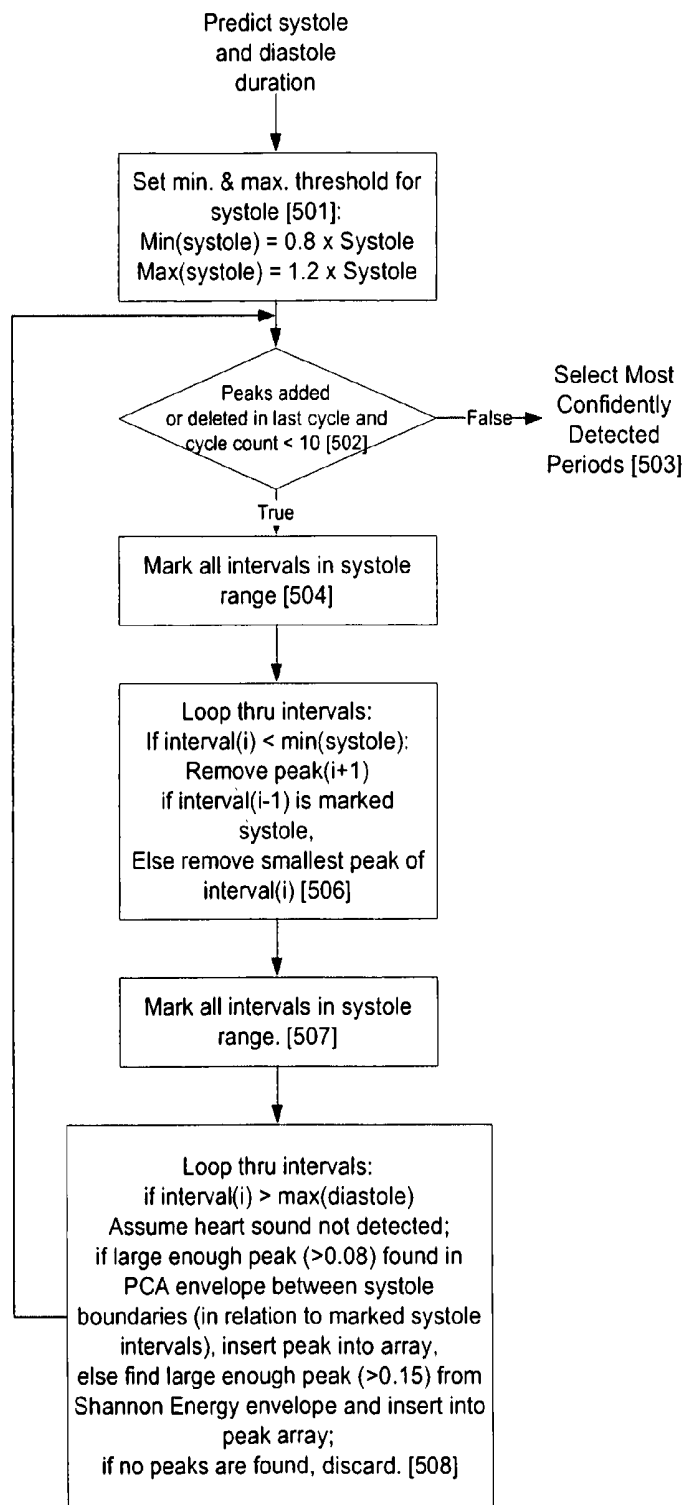 Predict systole
and diastole
duration
Set min. & max. threshold for
systole [501]:
Min(systole) = 0.8 x Systole
Max(systole) = 1.2 x Systole
Peaks added
or deleted in last cycle and
cycle count < 10 [502]
False
Select Most
Confidently
Detected
Periods [503]
True
Mark all intervals in systole
range [504]
Loop thru intervals:
If interval(i) < min(systole):
Remove peak(i+1)
if interval(i-1) is marked
systole,
Else remove smallest peak of
interval(i) [506]
Mark all intervals in systole
range. [507]
Loop thru intervals:
if interval(i) > max(diastole)
Assume heart sound not detected;
if large enough peak (>0.08) found in
PCA envelope between systole
boundaries (in relation to marked systole
intervals), insert peak into array,
else find large enough peak (>0.15) from
Shannon Energy envelope and insert into
peak array;
if no peaks are found, discard. [508]